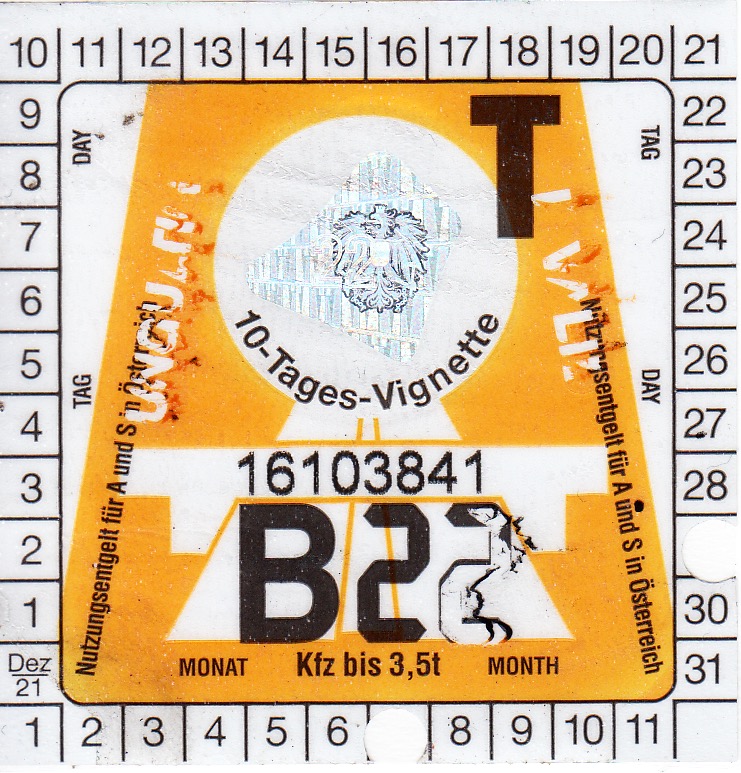 10 11 12 13 14 15 16 17 18 19 20 21
9 22
8 23
7 24
6 25
5 26
4 27
3 28
2
1 30
Dez 21 31
1 2 3 4 5 6 8 9 10 11
DAY
TAG
TAG
DAY
T
10-Tages-Vignette
Nutzungsentgelt für A und S in Österreich
Nutzungsentgelt für A und S in Österreich
16103841
B22
MONAT Kfz bis 3,5t MONTH